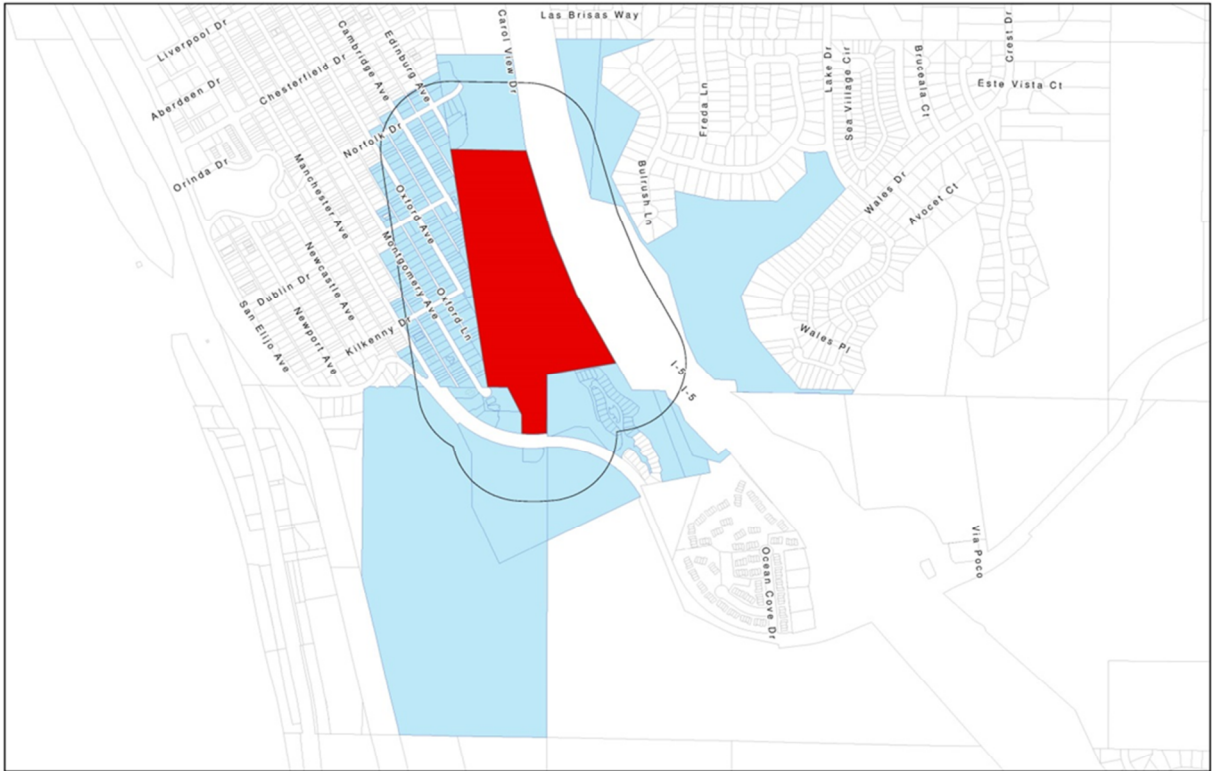 Las Brisas Way
Liverpool Dr
Cambridge Ave
Edinburg Ave
Carol View Dr
Crest Dr
Lake Dr
Sea Village Cir
Bruceala Ct
Este Vista Ct
Chesterfield Dr
Aberdeen Dr
Freda Ln
Norfolk Dr
Orinda Dr
Manchester Ave
Oxford Ave
Bulrush Ln
Wales Dr
Avocet Ct
Montgomery Ave
Newcastle Ave
Dublin Dr
Oxford Ln
San Elijo Ave
Newport Ave
Kilkenny Dr
Wales Pl
I-5
I-5
Via Poco
Ocean Cove Dr